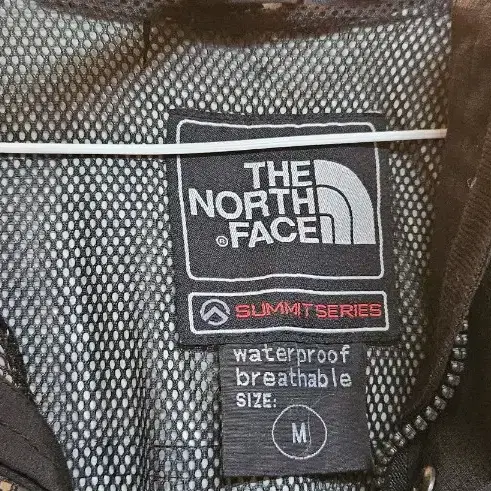 THE
NORTH
® FACE
SUMMIT SERIES
waterproof
breathable
SIZE:
M